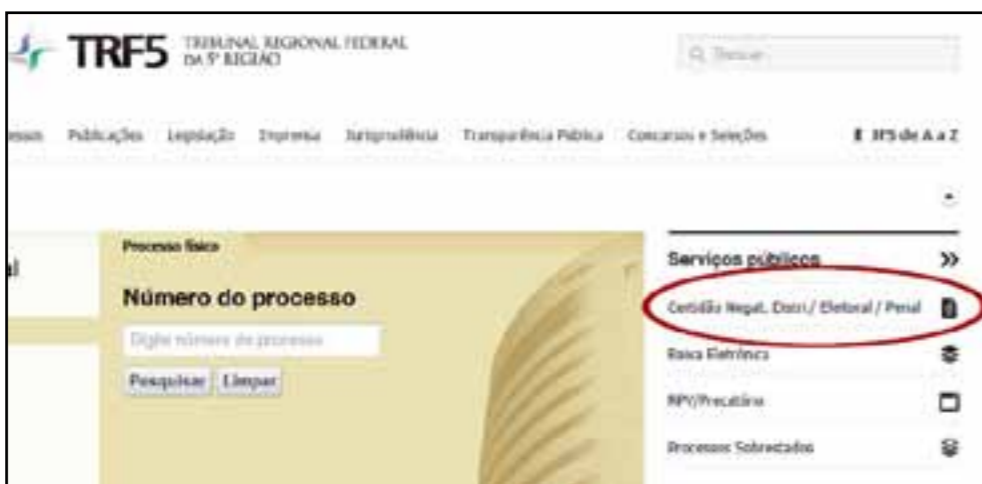 TRF5 TRIBUNAL REGIONAL FEDERAL
DA 5ª REGIÃO
Buscar
Publicações Legislação Imprensa Jurisprudência Transparência Pública Concursos e Seleções JF5 de A a Z
Serviços públicos
Processo físico
Número do processo
Digite número do processo
Pesquisar Limpar
Certidão Negat. Distri./ Eleitoral / Penal
Baixa Eletrônica
RPV/Precatório
Processos Sobrestados